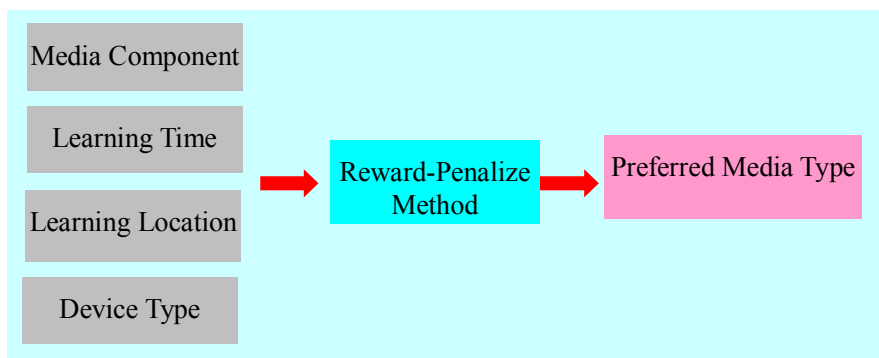 Media Component
Learning Time
Learning Location
Device Type
Reward-Penalize
Method
Preferred Media Type